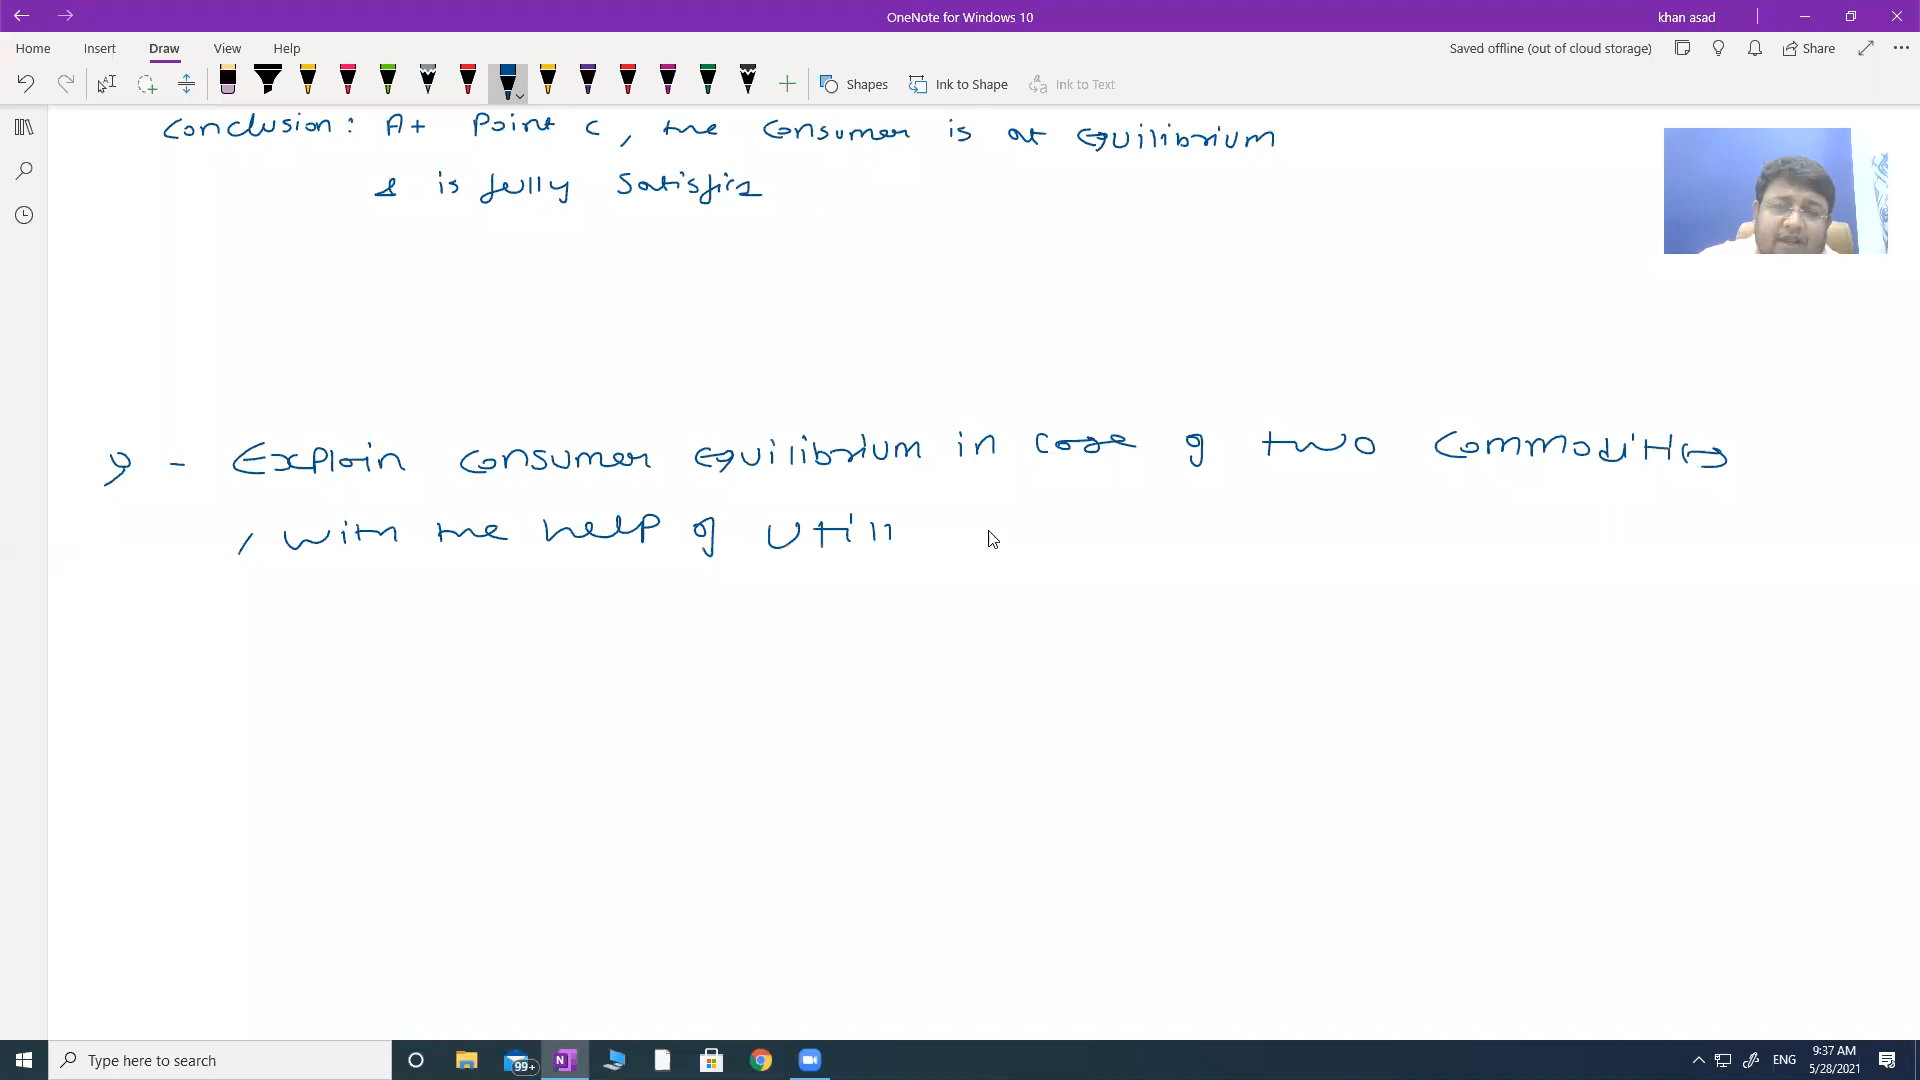 OneNote for Windows 10
khan asad
Home Insert Draw View Help
Saved offline (out of cloud storage)
Share
Shapes
Ink to Shape
Ink to Text
Conclusion: At Point C, the Consumer is at equilibrium
& is fully Satisfies
Q - Explain Consumer equilibrium in case of two Commodities
, with the help of Utili
Type here to search
99+
ENG
9:37 AM
5/28/2021